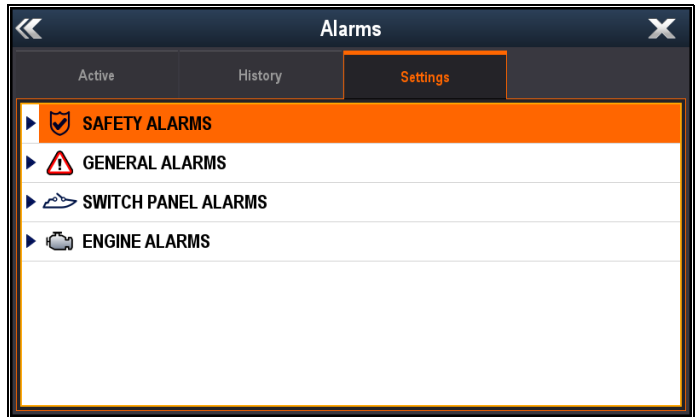 Alarms
Active History Settings
SAFETY ALARMS
GENERAL ALARMS
SWITCH PANEL ALARMS
ENGINE ALARMS